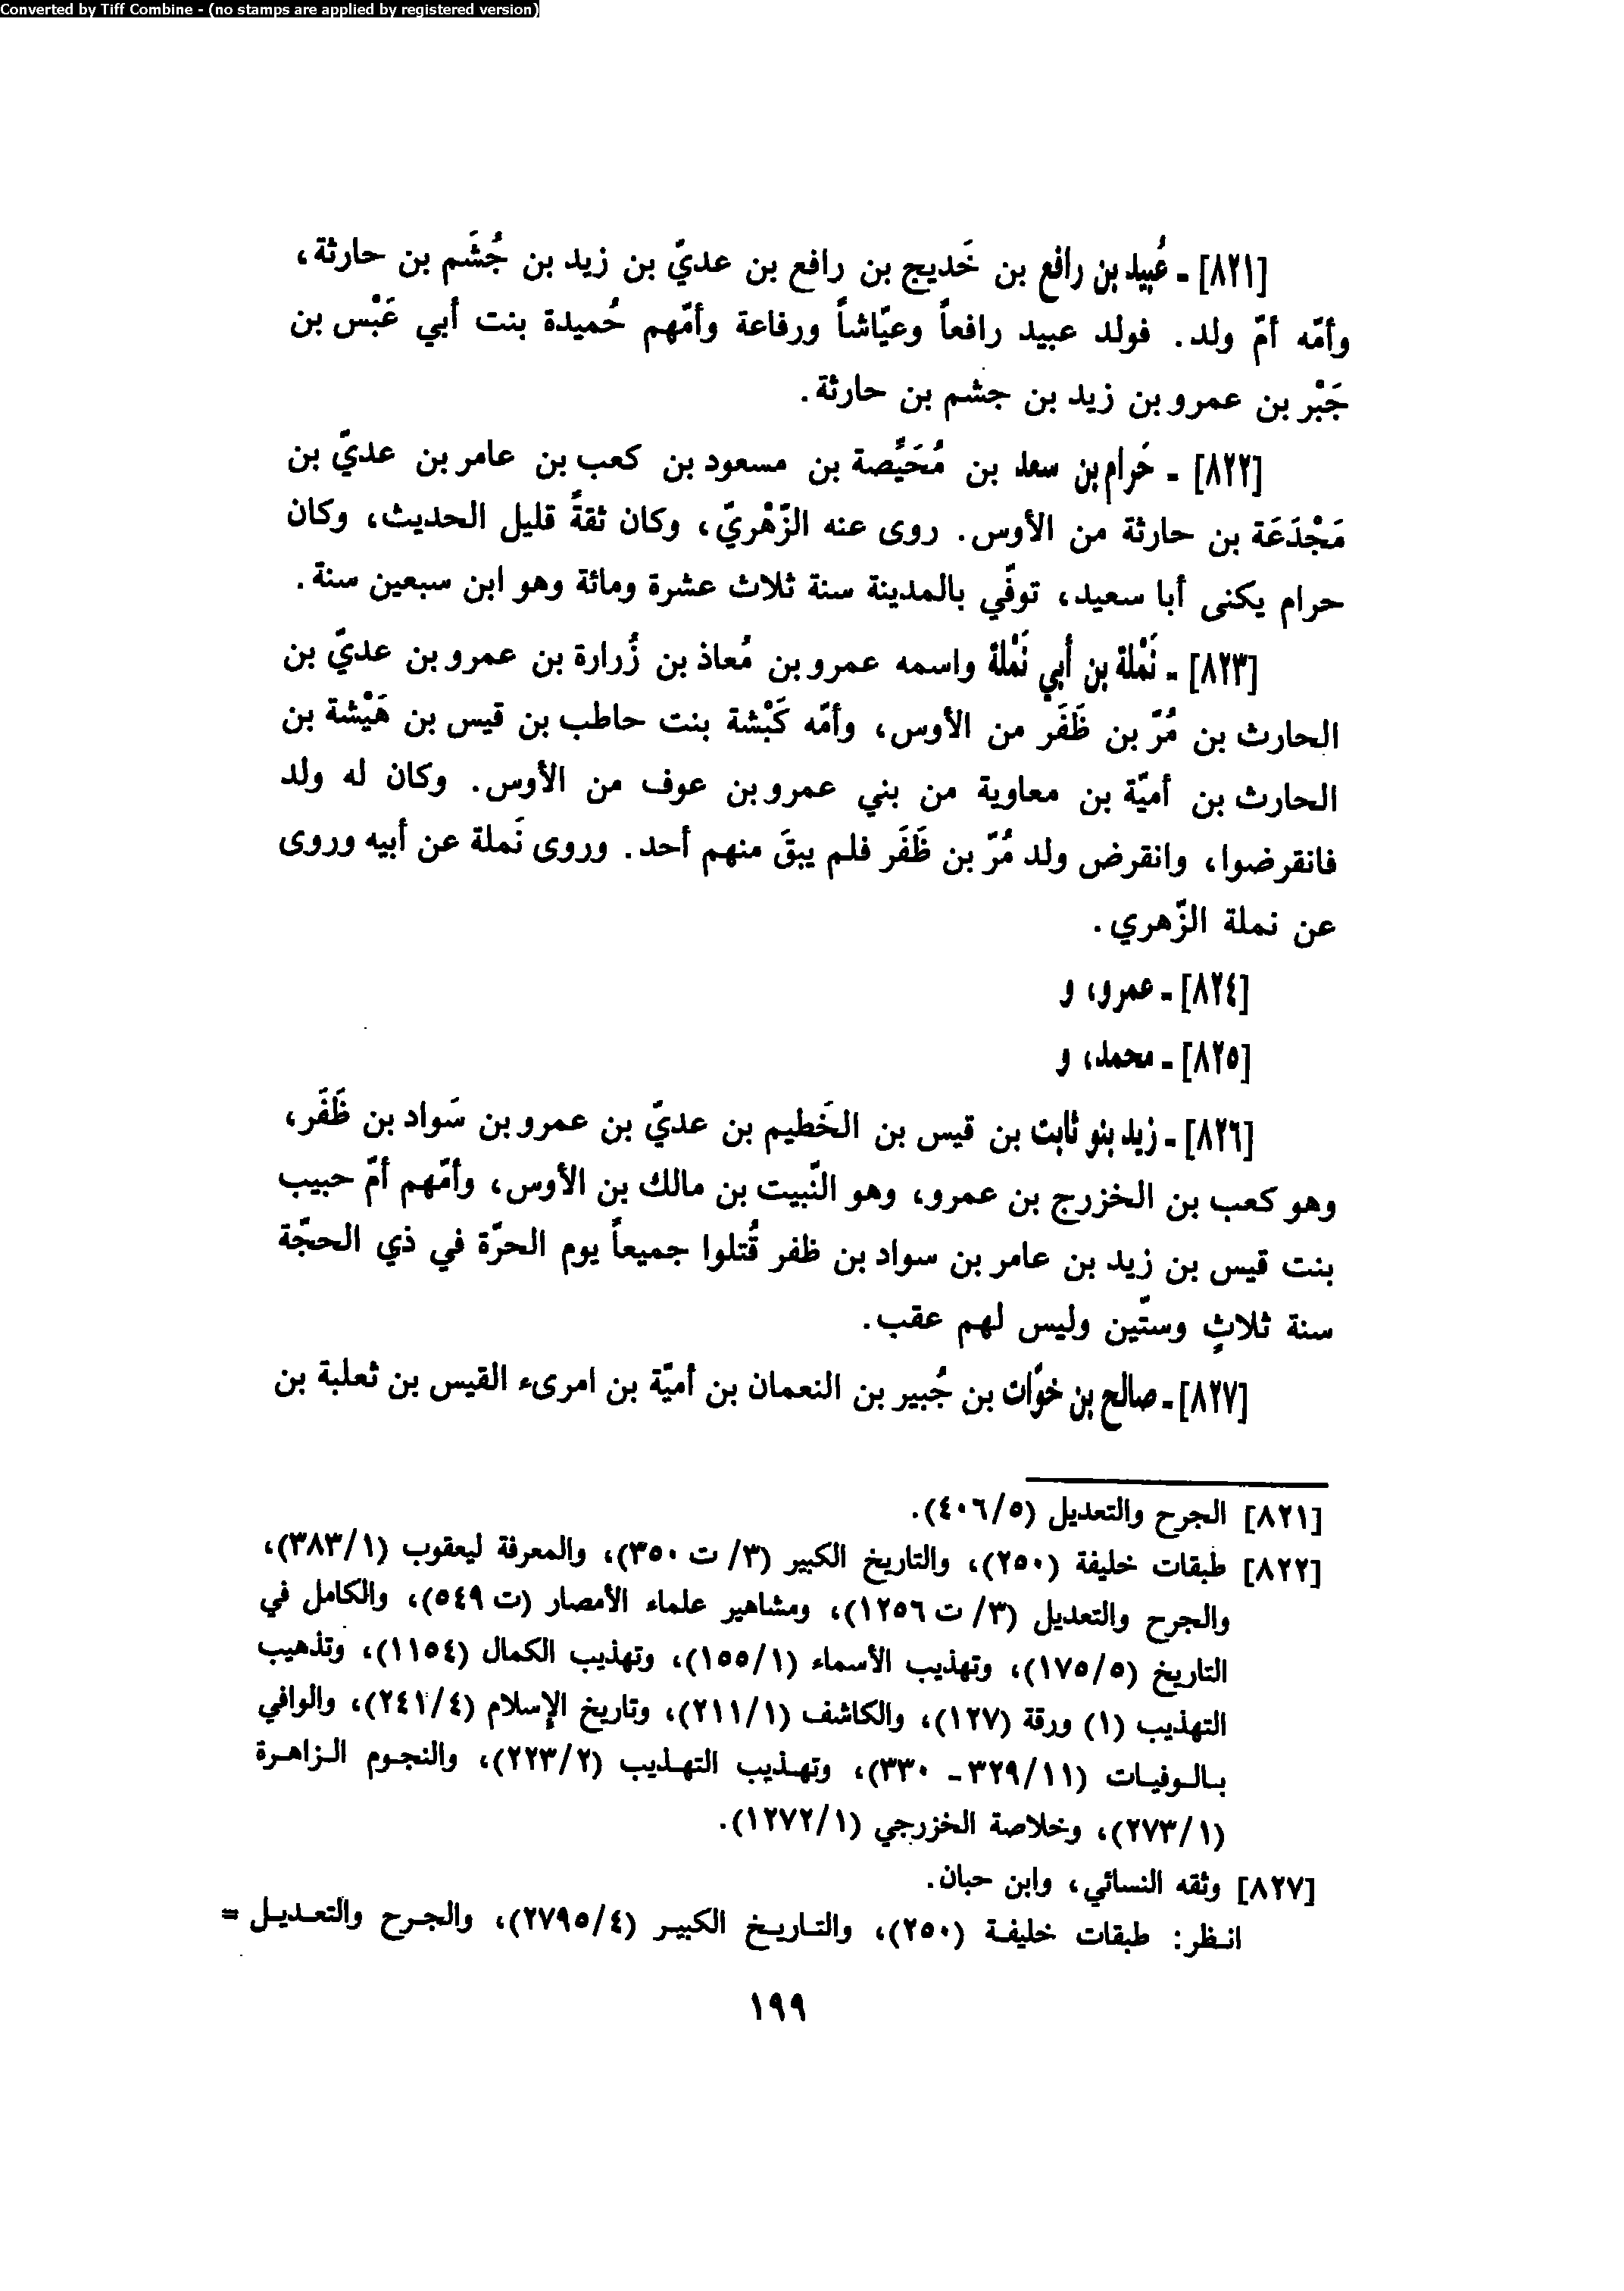 Converted by Tiff Combine - (no stamps are applied by registered version)
[٨٢١] ـ عُبيد بن رافع بن خَديج بن رافع بن عديّ بن زيد بن جُشَم بن حارثة،
وأمّه أمّ ولد. فولد عبيد رافعاً وعيّاشاً ورفاعة وأمّهم حُميدة بنت أبي عَبْس بن
جَبْر بن عمرو بن زيد بن جشم بن حارثة.
[٨٢٢] ـ حَرام بن سعد بن مُحَيِّصة بن مسعود بن كعب بن عامر بن عديّ بن
مَجْدَعَة بن حارثة من الأوس. روى عنه الزّهْريّ، وكان ثقةً قليل الحديث، وكان
حرام يكنى أبا سعيد، توفّي بالمدينة سنة ثلاث عشرة ومائة وهو ابن سبعين سنة.
[٨٢٣] ـ نَمْلة بن أبي نَمْلة واسمه عمرو بن مُعاذ بن زُرارة بن عمرو بن عديّ بن
الحارث بن مُرّ بن ظَفَر من الأوس، وأمّه كَبْشة بنت حاطب بن قيس بن هَيْشة بن
الحارث بن أميّة بن معاوية من بني عمرو بن عوف من الأوس. وكان له ولد
فانقرضوا، وانقرض ولد مُرّ بن ظَفَر فلم يبقَ منهم أحد. وروى نَملة عن أبيه وروى
عن نملة الزّهري.
[٨٢٤] ـ عمرو، و
[٨٢٥] ـ محمد، و
[٨٢٦] ـ زيد بنو ثابت بن قيس بن الخَطيم بن عديّ بن عمرو بن سَواد بن ظَفَر،
وهو كعب بن الخزرج بن عمرو، وهو النّبيت بن مالك بن الأوس، وأمّهم أمّ حبيب
بنت قيس بن زيد بن عامر بن سواد بن ظفر قُتلوا جميعاً يوم الحرّة في ذي الحجّة
سنة ثلاثٍ وستّين وليس لهم عقب.
[٨٢٧] ـ صالح بن خوّات بن جُبير بن النعمان بن أميّة بن امرىء القيس بن ثعلبة بن
[٨٢١] الجرح والتعديل (٤٠٦/٥).
[٨٢٢] طبقات خليفة (٢٥٠)، والتاريخ الكبير (٣/ ت ٣٥٠)، والمعرفة ليعقوب (٣٨٣/١)،
والجرح والتعديل (٣/ ت ١٢٥٦)، ومشاهير علماء الأمصار (ت ٥٤٩)، والكامل في
التاريخ (١٧٥/٥)، وتهذيب الأسماء (١٥٥/١)، وتهذيب الكمال (١١٥٤)، وتذهيب
التهذيب (١) ورقة (١٢٧)، والكاشف (٢١١/١)، وتاريخ الإسلام (٢٤١/٤)، والوافي
بالوفيات (٣٢٩/١١ - ٣٣٠)، وتهذيب التهذيب (٢٢٣/٢)، والنجوم الزاهرة
(٢٧٣/١)، وخلاصة الخزرجي (١٢٧٢/١).
[٨٢٧] وثقه النسائي، وابن حبان.
انظر: طبقات خليفة (٢٥٠)، والتاريخ الكبير (٢٧٩٥/٤)، والجرح والتعديل =
١٩٩